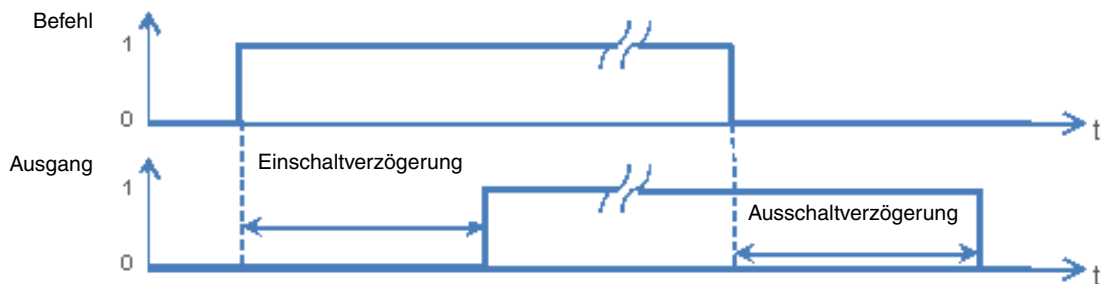 Befehl
1
0
t
Ausgang
Einschaltverzögerung
1
Ausschaltverzögerung
0
t